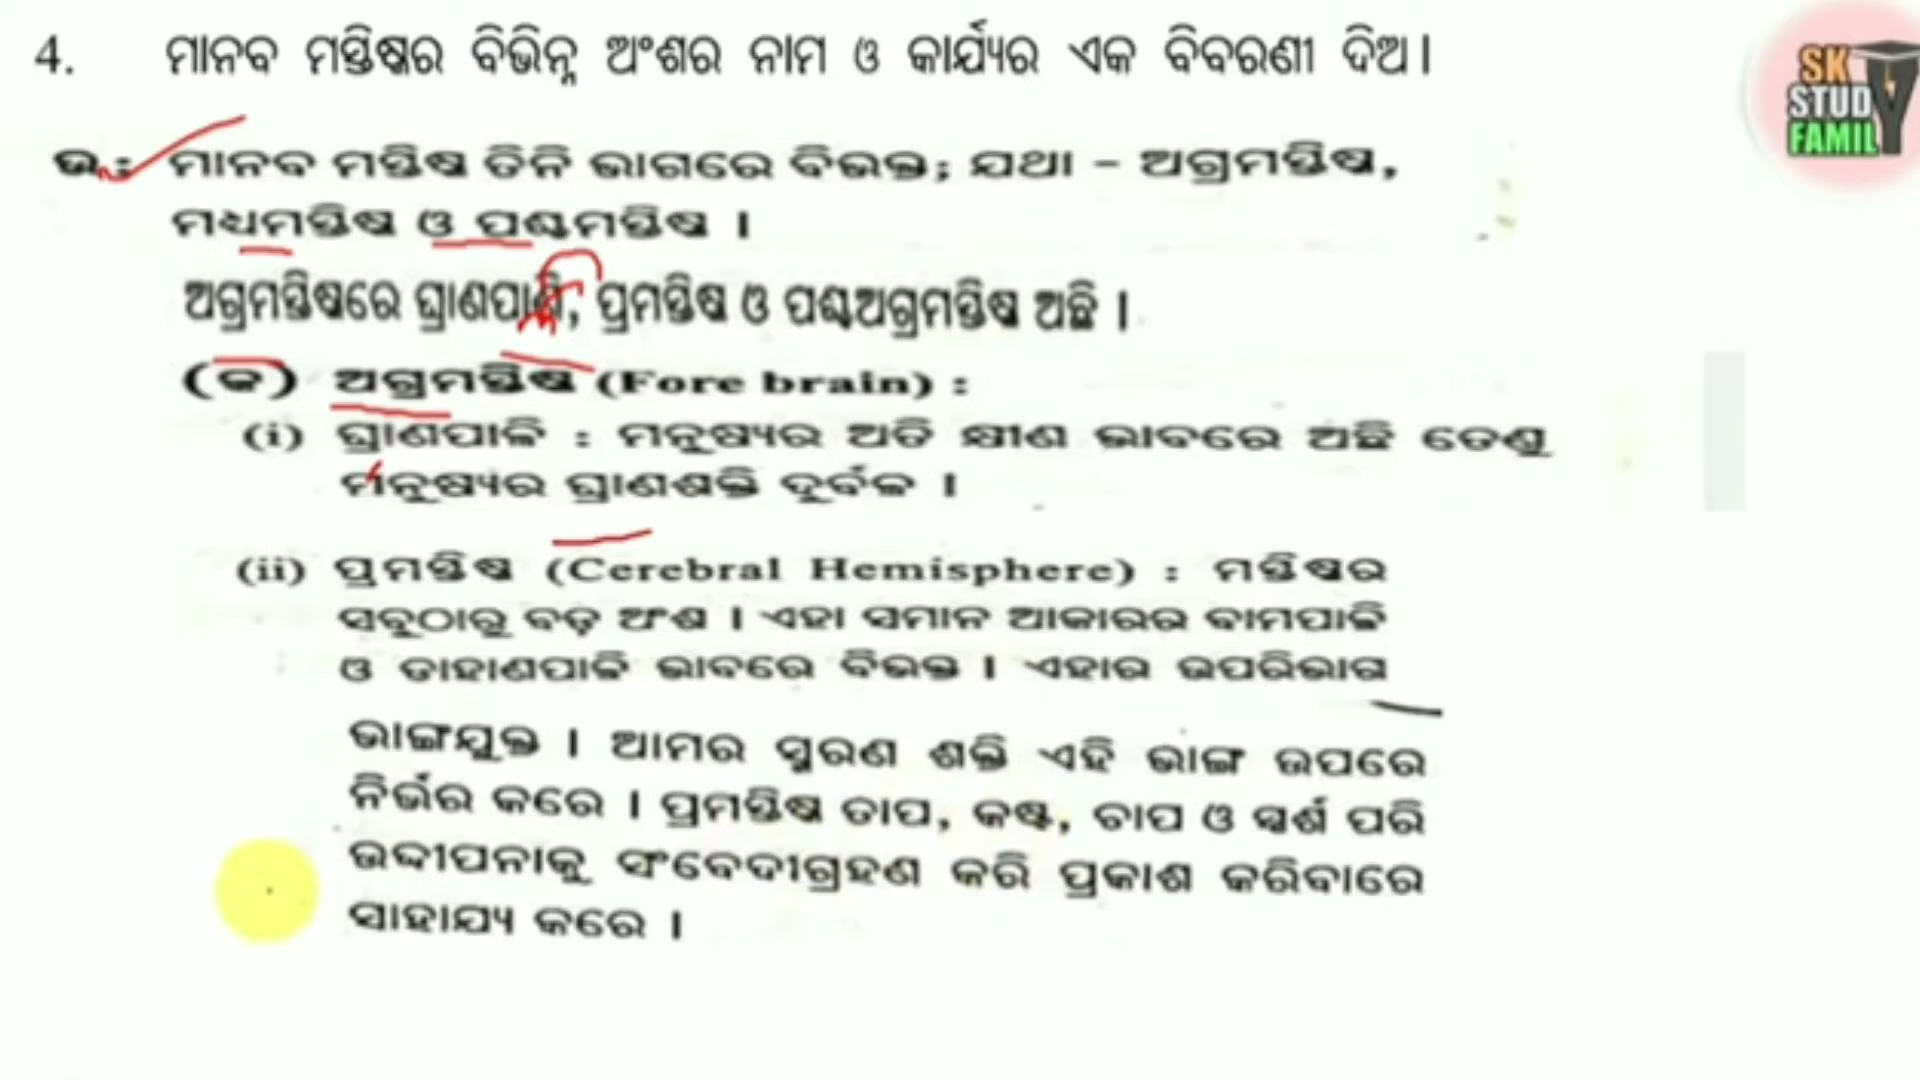 4. ମାନବ ମସ୍ତିଷ୍କର ବିଭିନ୍ନ ଅଂଶର ନାମ ଓ କାର୍ଯ୍ୟର ଏକ ବିବରଣୀ ଦିଅ।
SK
STUDY
FAMILY
ଉ : ମାନବ ମସ୍ତିଷ୍କ ତିନି ଭାଗରେ ବିଭକ୍ତ; ଯଥା – ଅଗ୍ରମସ୍ତିଷ୍କ,
ମଧ୍ୟମସ୍ତିଷ୍କ ଓ ପଶ୍ଚମସ୍ତିଷ୍କ ।
ଅଗ୍ରମସ୍ତିଷ୍କରେ ଘ୍ରାଣପାଳି, ପ୍ରମସ୍ତିଷ୍କ ଓ ପଶ୍ଚଅଗ୍ରମସ୍ତିଷ୍କ ଅଛି ।
(କ) ଅଗ୍ରମସ୍ତିଷ୍କ (Fore brain) :
(i) ଘ୍ରାଣପାଳି : ମନୁଷ୍ୟର ଅତି କ୍ଷୀଣ ଭାବରେ ଅଛି ତେଣୁ
ମନୁଷ୍ୟର ଘ୍ରାଣଶକ୍ତି ଦୁର୍ବଳ ।
(ii) ପ୍ରମସ୍ତିଷ୍କ (Cerebral Hemisphere) : ମସ୍ତିଷ୍କର
ସବୁଠାରୁ ବଡ଼ ଅଂଶ । ଏହା ସମାନ ଆକାରର ବାମପାଳି
ଓ ଡାହାଣପାଳି ଭାବରେ ବିଭକ୍ତ । ଏହାର ଉପରିଭାଗ
ଭାଙ୍ଗଯୁକ୍ତ । ଆମର ସ୍ମରଣ ଶକ୍ତି ଏହି ଭାଙ୍ଗ ଉପରେ
ନିର୍ଭର କରେ । ପ୍ରମସ୍ତିଷ୍କ ତାପ, କଷ୍ଟ, ଚାପ ଓ ସ୍ପର୍ଶ ପରି
ଉଦ୍ଦୀପନାକୁ ସଂବେଦୀଗ୍ରହଣ କରି ପ୍ରକାଶ କରିବାରେ
ସାହାଯ୍ୟ କରେ ।